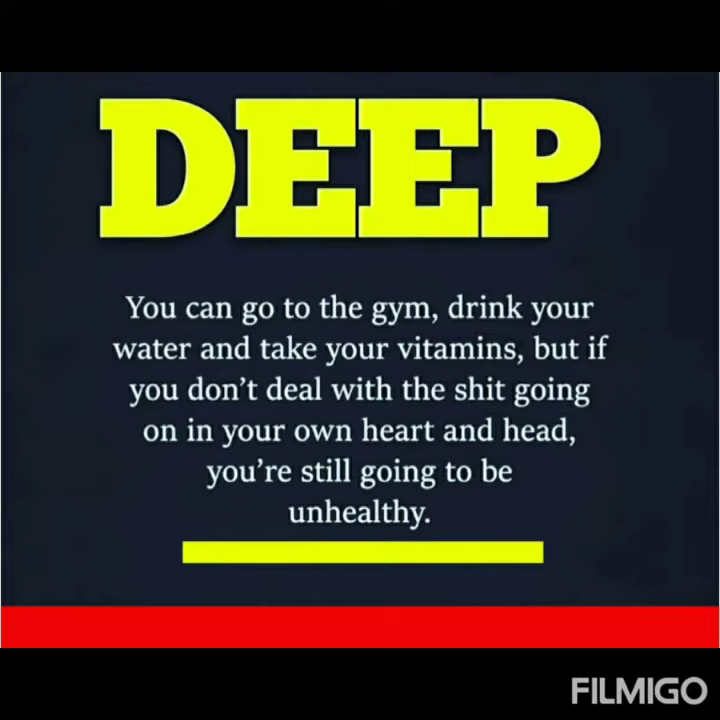 DEEP
You can go to the gym, drink your
water and take your vitamins, but if
you don’t deal with the shit going
on in your own heart and head,
you’re still going to be
unhealthy.
FILMIGO